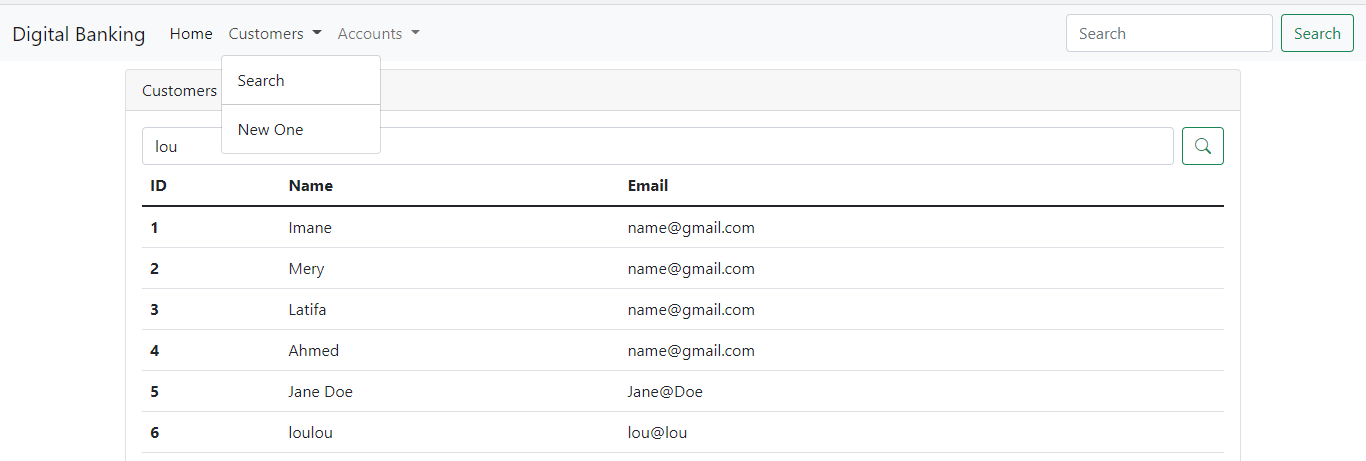 Digital Banking Home Customers Accounts Search Search
Search
Customers
New One
lou
ID Name Email
1 Imane name@gmail.com
2 Mery name@gmail.com
3 Latifa name@gmail.com
4 Ahmed name@gmail.com
5 Jane Doe Jane@Doe
6 loulou lou@lou